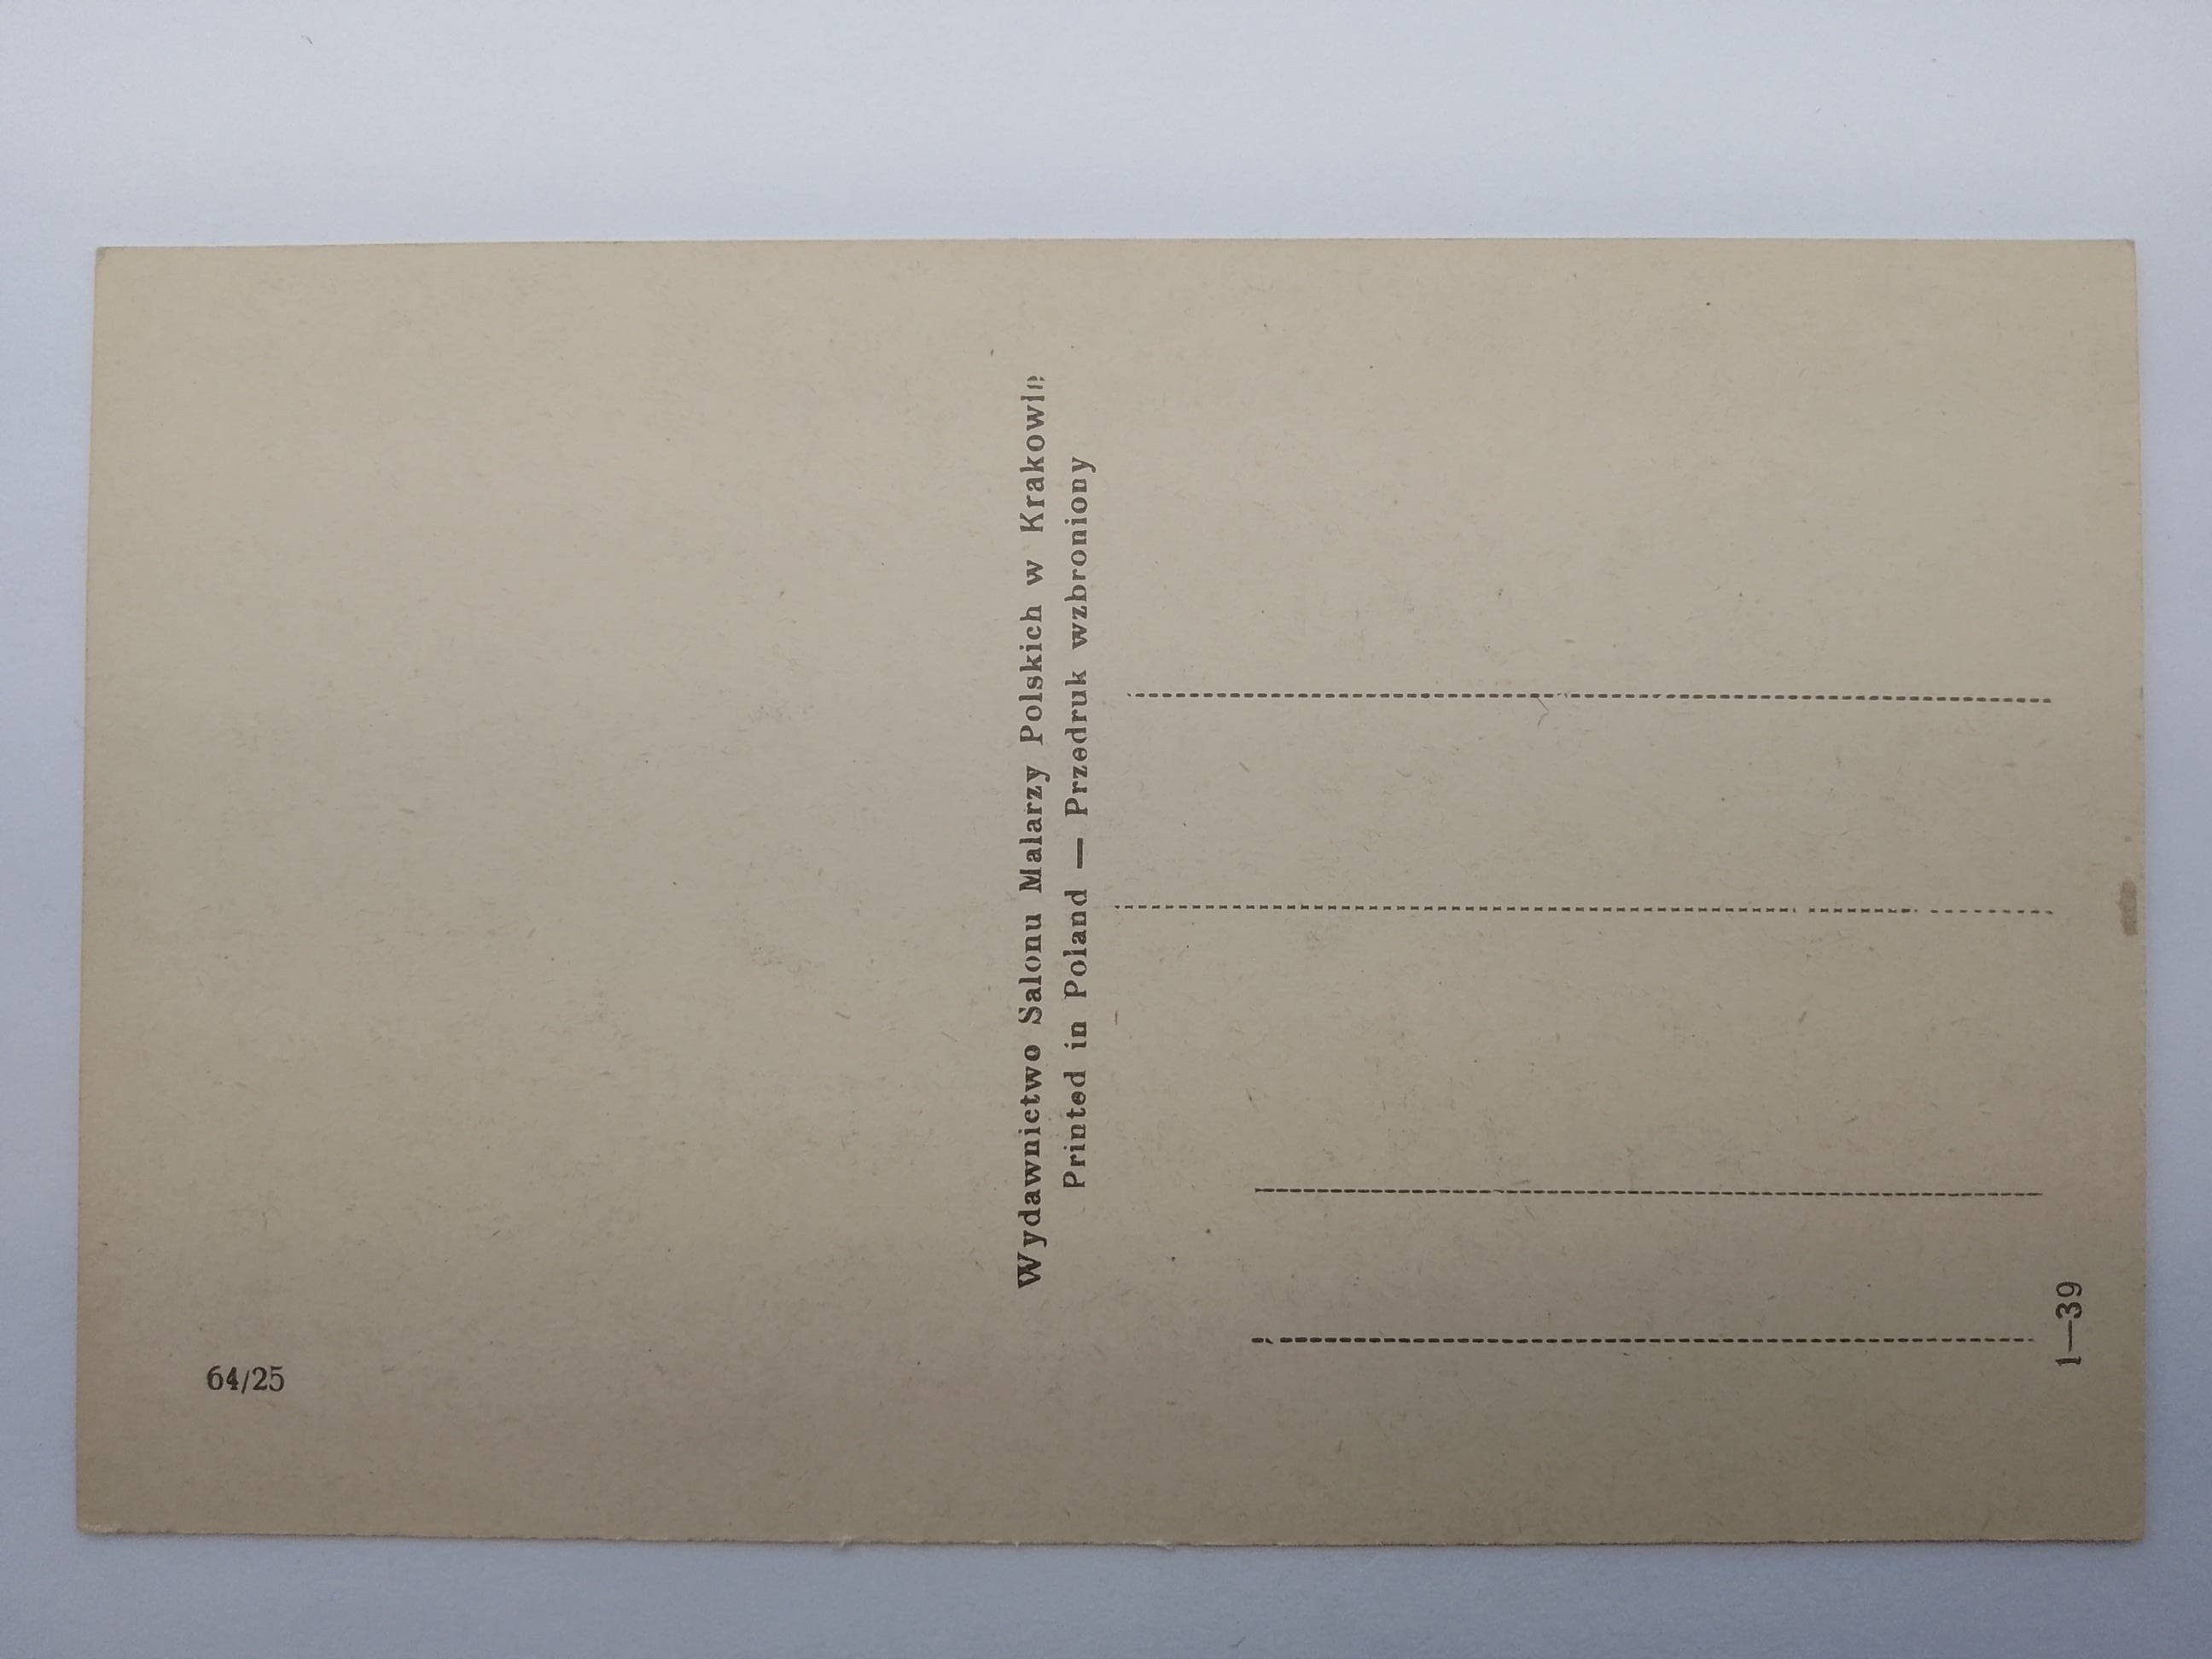 64/25
Wydawnictwo Salonu Malarzy Polskich w Krakowie
Printed in Poland — Przedruk wzbroniony
1—39